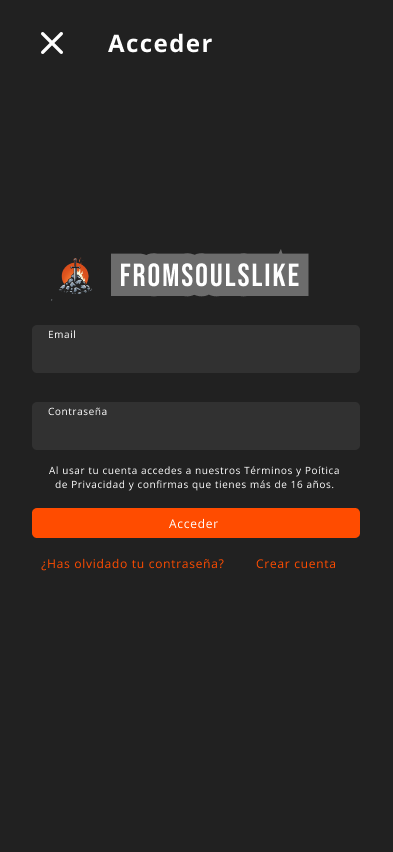 Acceder
FROMSOULSLIKE
Email
Contraseña
Al usar tu cuenta accedes a nuestros Términos y Poítica
de Privacidad y confirmas que tienes más de 16 años.
Acceder
¿Has olvidado tu contraseña? Crear cuenta